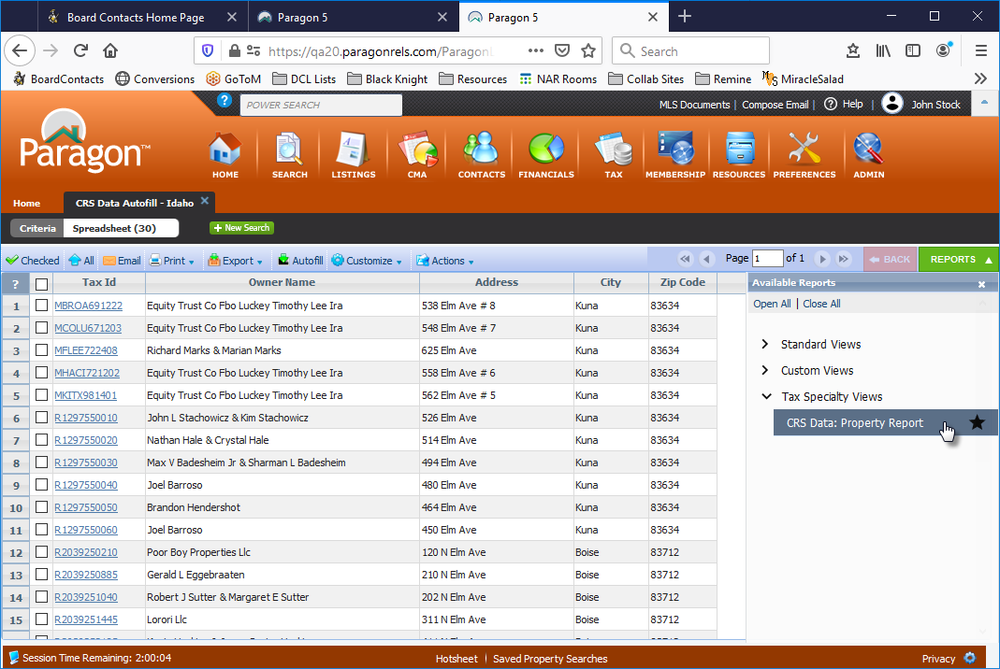 Board Contacts Home Page
Paragon 5
Paragon 5
https://qa20.paragonrels.com/Paragon
Search
BoardContacts
Conversions
GoToM
DCL Lists
Black Knight
Resources
NAR Rooms
Collab Sites
Remine
MiracleSalad
POWER SEARCH
MLS Documents | Compose Email | Help | John Stock
Paragon™
HOME
SEARCH
LISTINGS
CMA
CONTACTS
FINANCIALS
TAX
MEMBERSHIP
RESOURCES
PREFERENCES
ADMIN
Home
CRS Data Autofill - Idaho
Criteria
Spreadsheet (30)
+ New Search
Checked
All
Email
Print
Export
Autofill
Customize
Actions
Page 1 of 1
BACK
REPORTS
? Tax Id Owner Name Address City Zip Code
1 MBROA691222 Equity Trust Co Fbo Luckey Timothy Lee Ira 538 Elm Ave # 8 Kuna 83634
2 MCOLU671203 Equity Trust Co Fbo Luckey Timothy Lee Ira 548 Elm Ave # 7 Kuna 83634
3 MFLEE722408 Richard Marks & Marian Marks 625 Elm Ave Kuna 83634
4 MHACI721202 Equity Trust Co Fbo Luckey Timothy Lee Ira 558 Elm Ave # 6 Kuna 83634
5 MKITX981401 Equity Trust Co Fbo Luckey Timothy Lee Ira 562 Elm Ave # 5 Kuna 83634
6 R1297550010 John L Stachowicz & Kim Stachowicz 526 Elm Ave Kuna 83634
7 R1297550020 Nathan Hale & Crystal Hale 514 Elm Ave Kuna 83634
8 R1297550030 Max V Badesheim Jr & Sharman L Badesheim 494 Elm Ave Kuna 83634
9 R1297550040 Joel Barroso 480 Elm Ave Kuna 83634
10 R1297550050 Brandon Hendershot 464 Elm Ave Kuna 83634
11 R1297550060 Joel Barroso 450 Elm Ave Kuna 83634
12 R2039250210 Poor Boy Properties Llc 120 N Elm Ave Boise 83712
13 R2039250885 Gerald L Eggebraaten 210 N Elm Ave Boise 83712
14 R2039251040 Robert J Sutter & Margaret E Sutter 202 N Elm Ave Boise 83712
15 R2039251445 Lorori Llc 311 N Elm Ave Boise 83712
Available Reports
Open All | Close All
Standard Views
Custom Views
Tax Specialty Views
CRS Data: Property Report
Session Time Remaining: 2:00:04
Hotsheet | Saved Property Searches
Privacy